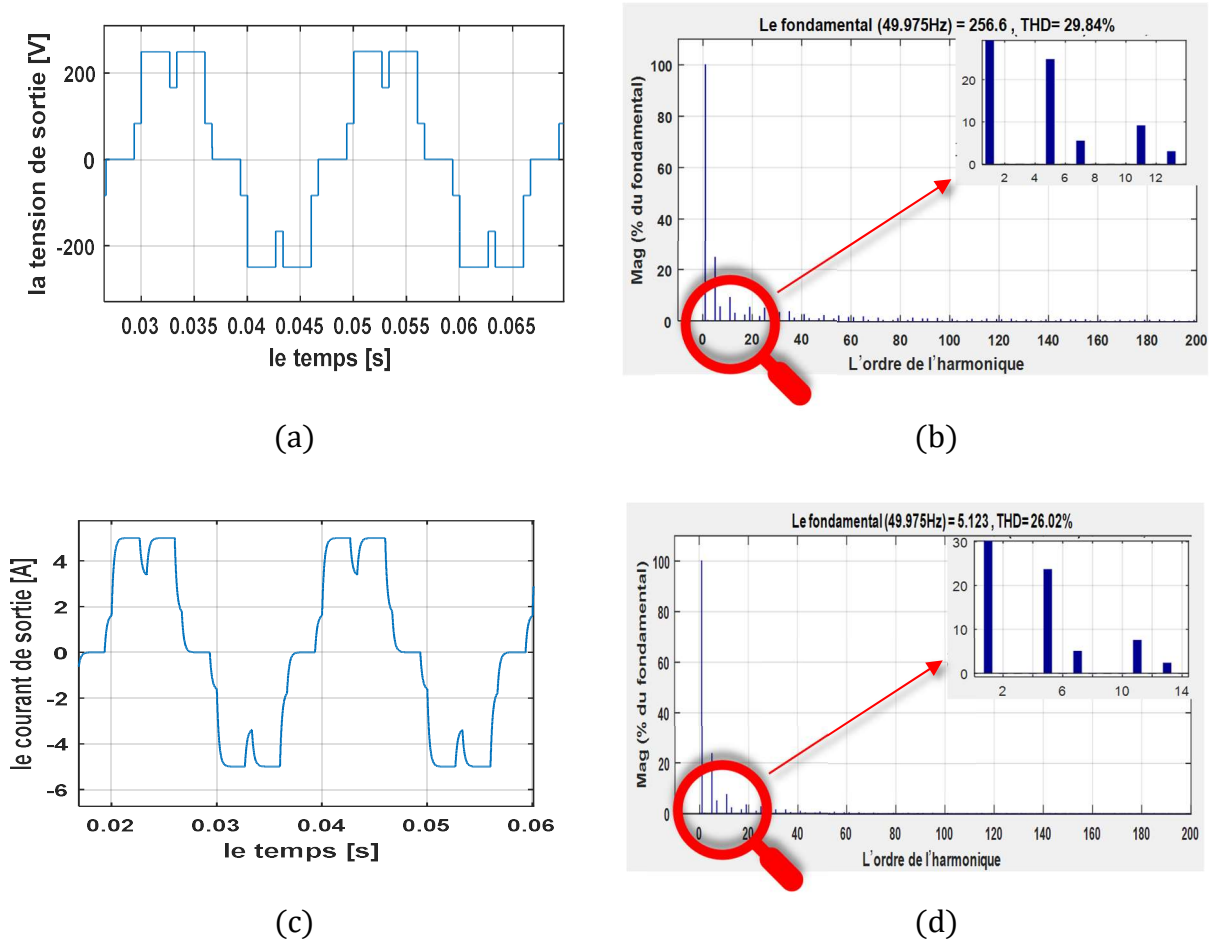 la tension de sortie [V]
200
0
-200
0.03 0.035 0.04 0.045 0.05 0.055 0.06 0.065
le temps [s]
(a)
Le fondamental (49.975Hz) = 256.6 , THD= 29.84%
Mag (% du fondamental)
100
80
60
40
20
0
0 20 40 60 80 100 120 140 160 180 200
L'ordre de l'harmonique
20
10
0
2 4 6 8 10 12
(b)
le courant de sortie [A]
4
2
0
-2
-4
-6
0.02 0.03 0.04 0.05 0.06
le temps [s]
(c)
Le fondamental (49.975Hz) = 5.123 , THD= 26.02%
Mag (% du fondamental)
100
80
60
40
20
0
0 20 40 60 80 100 120 140 160 180 200
L'ordre de l'harmonique
30
20
10
0
2 6 10 14
(d)